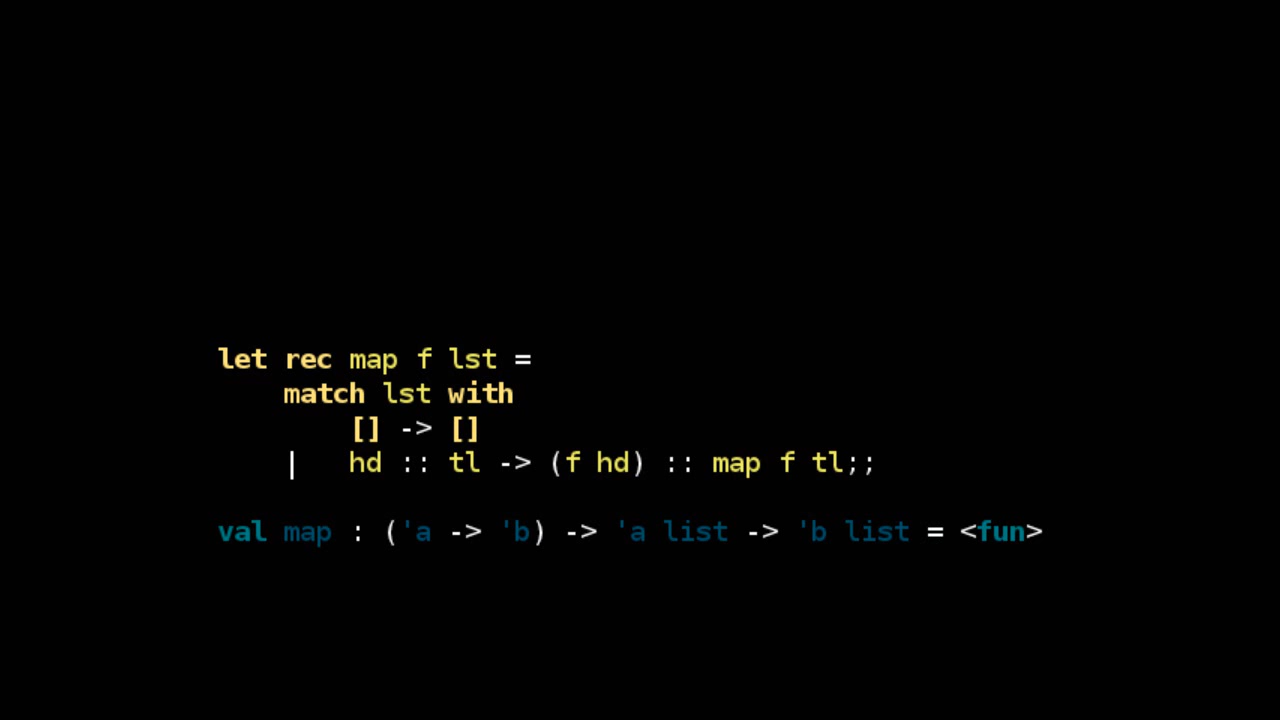 let rec map f lst =
    match lst with
        [] -> []
    |   hd :: tl -> (f hd) :: map f tl;;
val map : ('a -> 'b) -> 'a list -> 'b list = <fun>